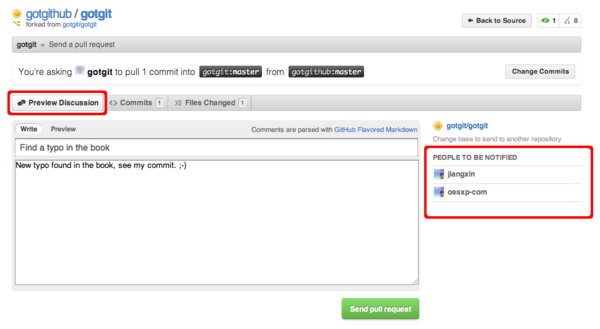 gotgithub / gotgit
forked from gotgit/gotgit
Back to Source
1
8
gotgit
Send a pull request
You're asking gotgit to pull 1 commit into gotgit:master from gotgithub:master
Change Commits
Preview Discussion
<> Commits 1
Files Changed 1
Write
Preview
Comments are parsed with GitHub Flavored Markdown
Find a typo in the book
New typo found in the book, see my commit. ;-)
Send pull request
gotgit/gotgit
Change base to send to another repository
PEOPLE TO BE NOTIFIED
jiangxin
ossxp-com